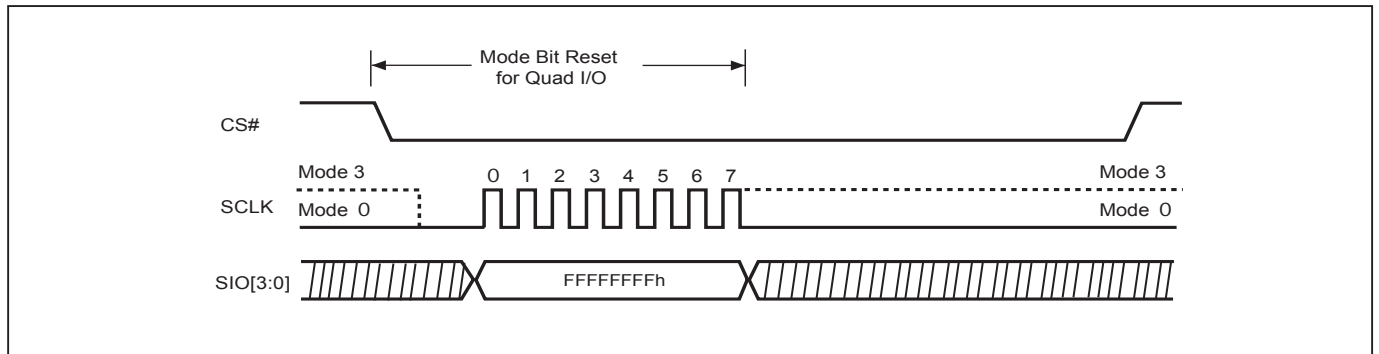 Mode Bit Reset
for Quad I/O
CS#
Mode 3
Mode 3
0 1 2 3 4 5 6 7
SCLK
Mode 0
Mode 0
SIO[3:0]
FFFFFFFFh